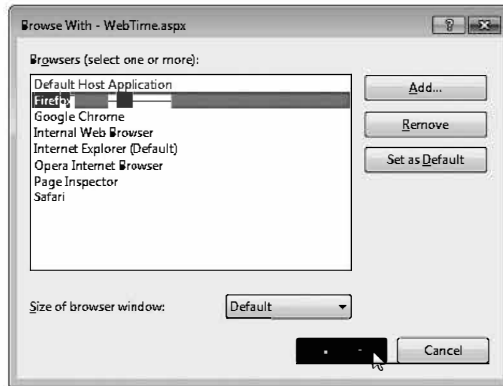 Browse With - WebTime.aspx
Browsers (select one or more):
Default Host Application
Firefox
Google Chrome
Internal Web Browser
Internet Explorer (Default)
Opera Internet Browser
Page Inspector
Safari
Add...
Remove
Set as Default
Size of browser window:
Default
Cancel